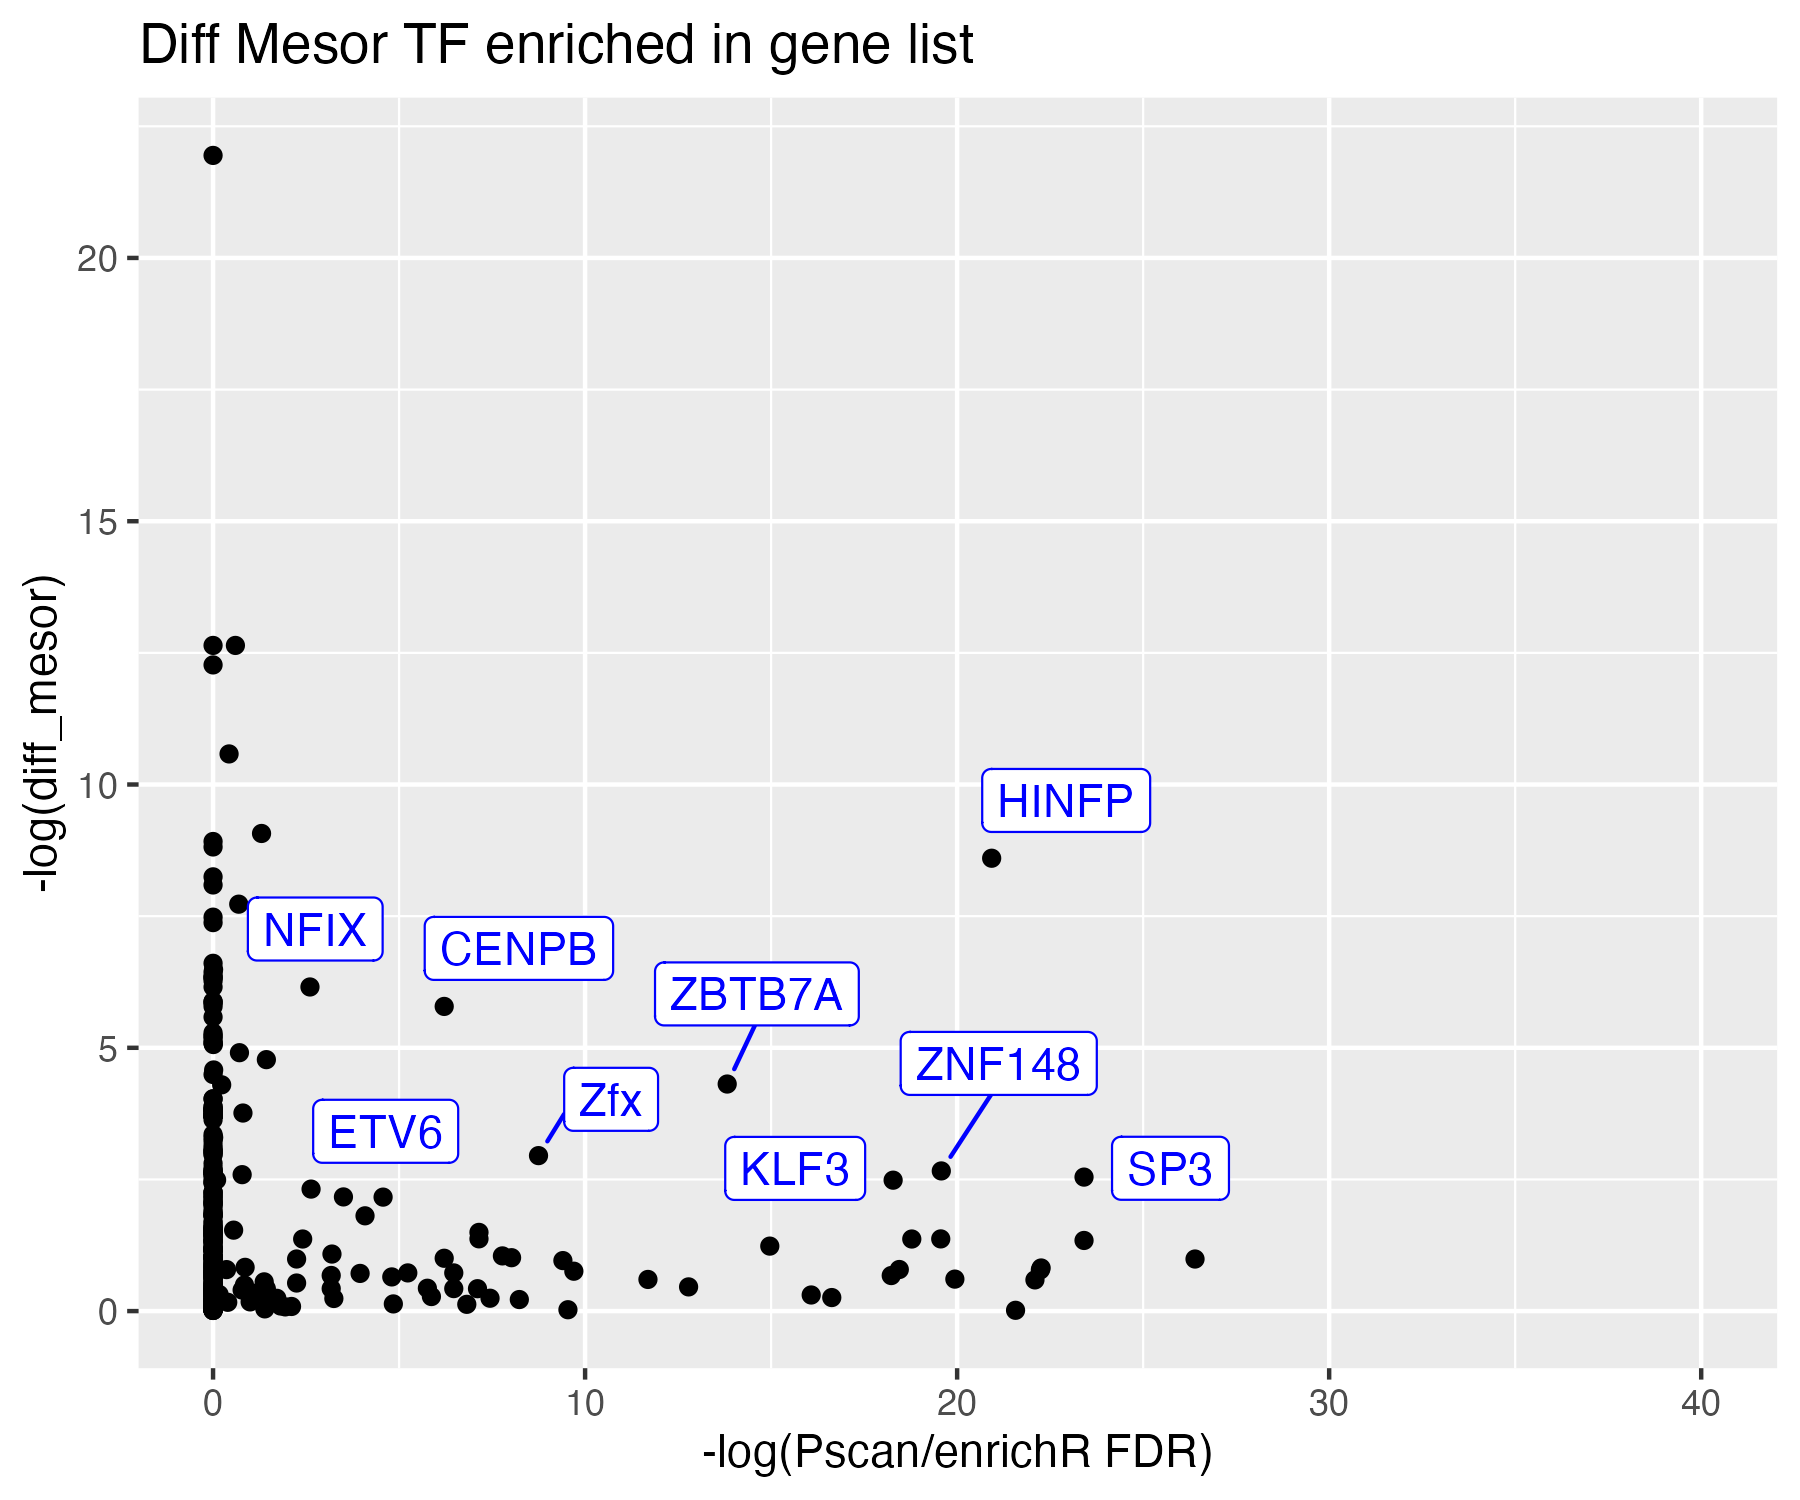 Diff Mesor TF enriched in gene list
-log(diff_mesor)
20
15
10
5
0
HINFP
NFIX
CENPB
ZBTB7A
ZNF148
Zfx
ETV6
KLF3
SP3
0 10 20 30 40
-log(Pscan/enrichR FDR)